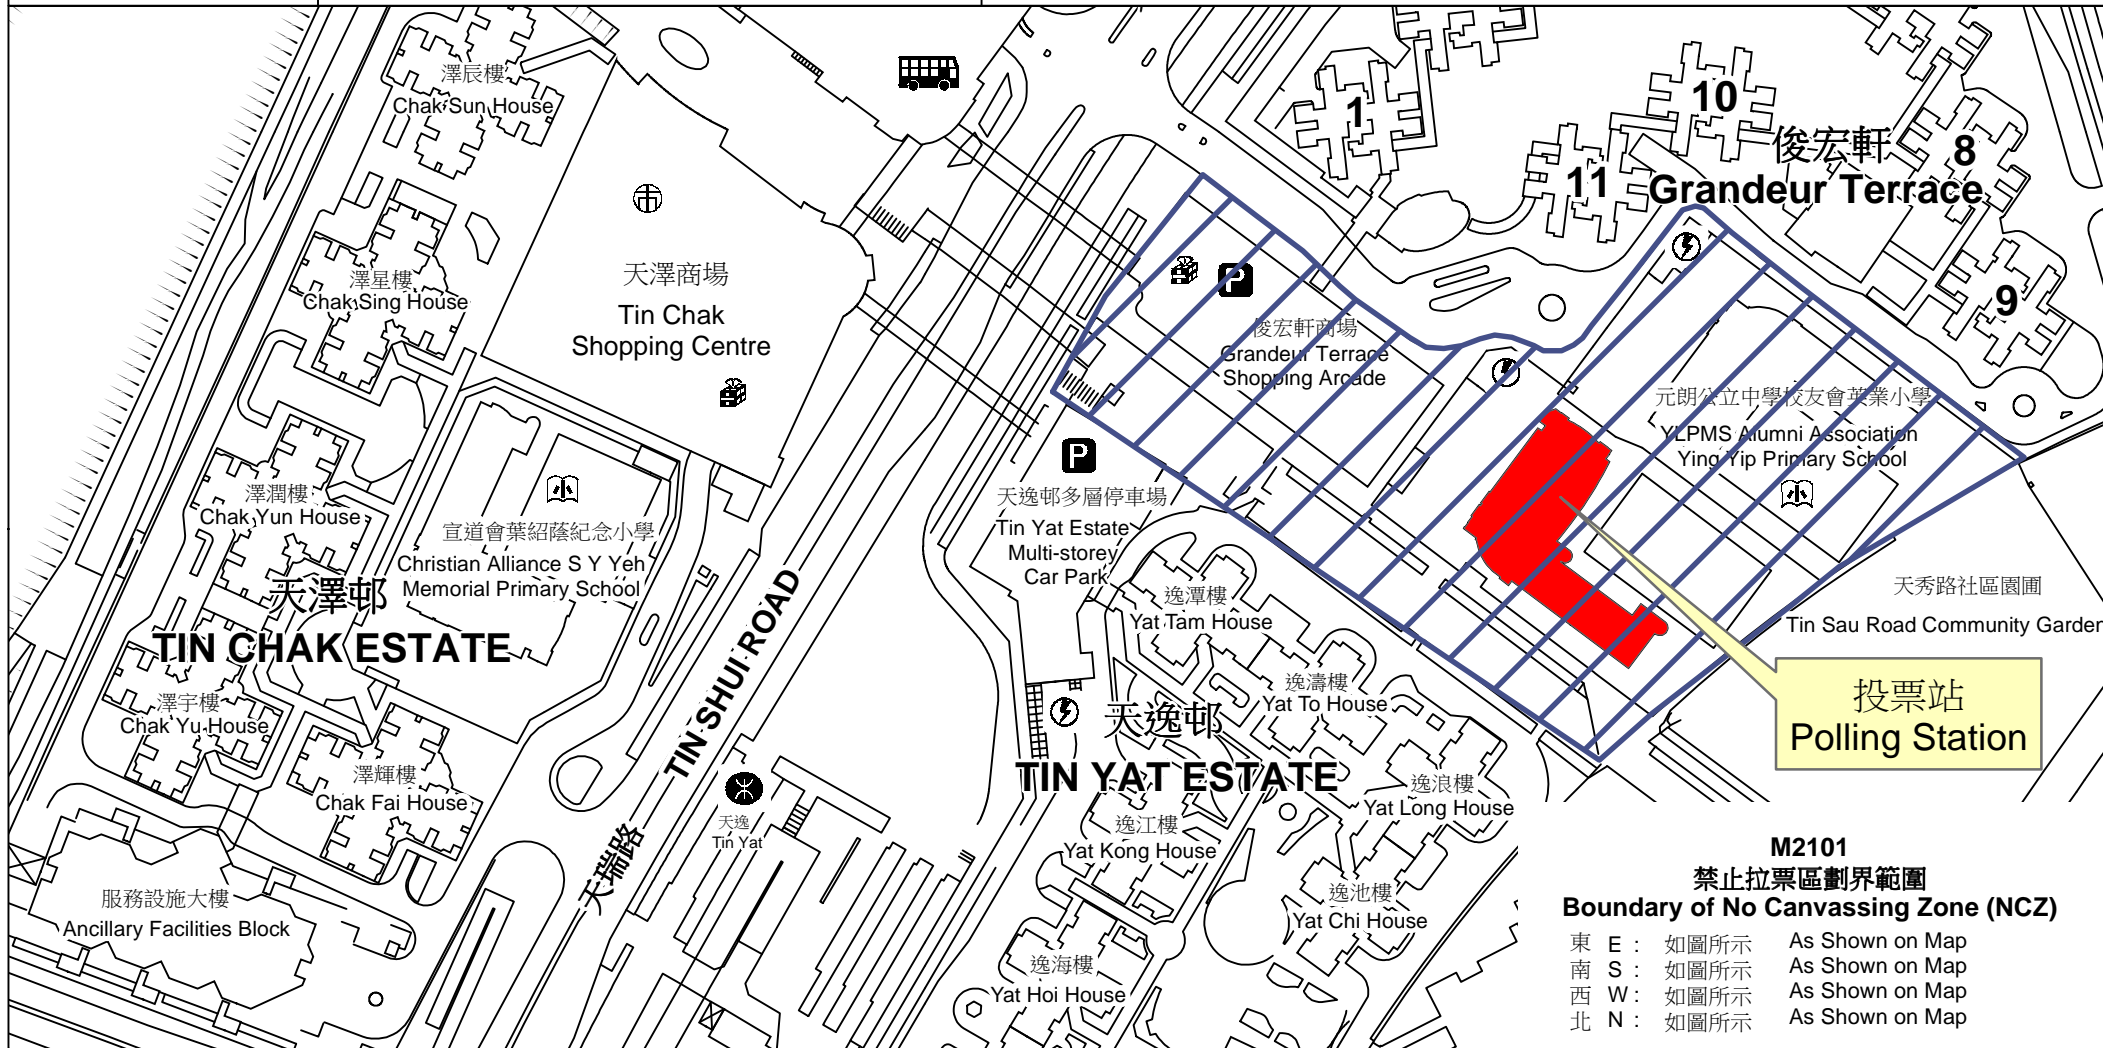 澤辰樓
Chak Sun House
1
10
俊宏軒
8
11
Grandeur Terrace
9
天澤商場
Tin Chak
Shopping Centre
澤星樓
Chak Sing House
P
俊宏軒商場
Grandeur Terrace
Shopping Arcade
元朗公立中學校友會英業小學
YLPMS Alumni Association
Ying Yip Primary School
小
P
天逸邨多層停車場
Tin Yat Estate
Multi-storey
Car Park
澤潤樓
Chak Yun House
小
宣道會葉紹蔭紀念小學
Christian Alliance S Y Yeh
Memorial Primary School
天澤邨
TIN CHAK ESTATE
天秀路社區園圃
Tin Sau Road Community Garden
逸潭樓
Yat Tam House
投票站
Polling Station
澤宇樓
Chak Yu House
逸濤樓
Yat To House
天逸邨
TIN YAT ESTATE
TIN SHUI ROAD
天瑞路
澤輝樓
Chak Fai House
天逸
Tin Yat
逸浪樓
Yat Long House
逸江樓
Yat Kong House
逸池樓
Yat Chi House
服務設施大樓
Ancillary Facilities Block
逸海樓
Yat Hoi House
M2101
禁止拉票區劃界範圍
Boundary of No Canvassing Zone (NCZ)
東 E : 如圖所示 As Shown on Map
南 S : 如圖所示 As Shown on Map
西 W : 如圖所示 As Shown on Map
北 N : 如圖所示 As Shown on Map